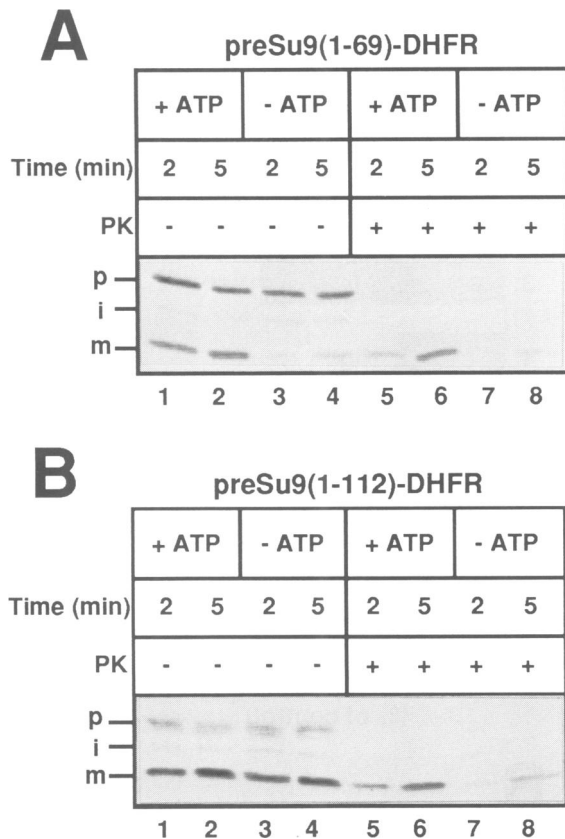 A
preSu9(1-69)-DHFR
+ ATP - ATP + ATP - ATP
Time (min) 2 5 2 5 2 5 2 5
PK - - - - + + + +
p
i
m
1 2 3 4 5 6 7 8
B
preSu9(1-112)-DHFR
+ ATP - ATP + ATP - ATP
Time (min) 2 5 2 5 2 5 2 5
PK - - - - + + + +
p
i
m
1 2 3 4 5 6 7 8